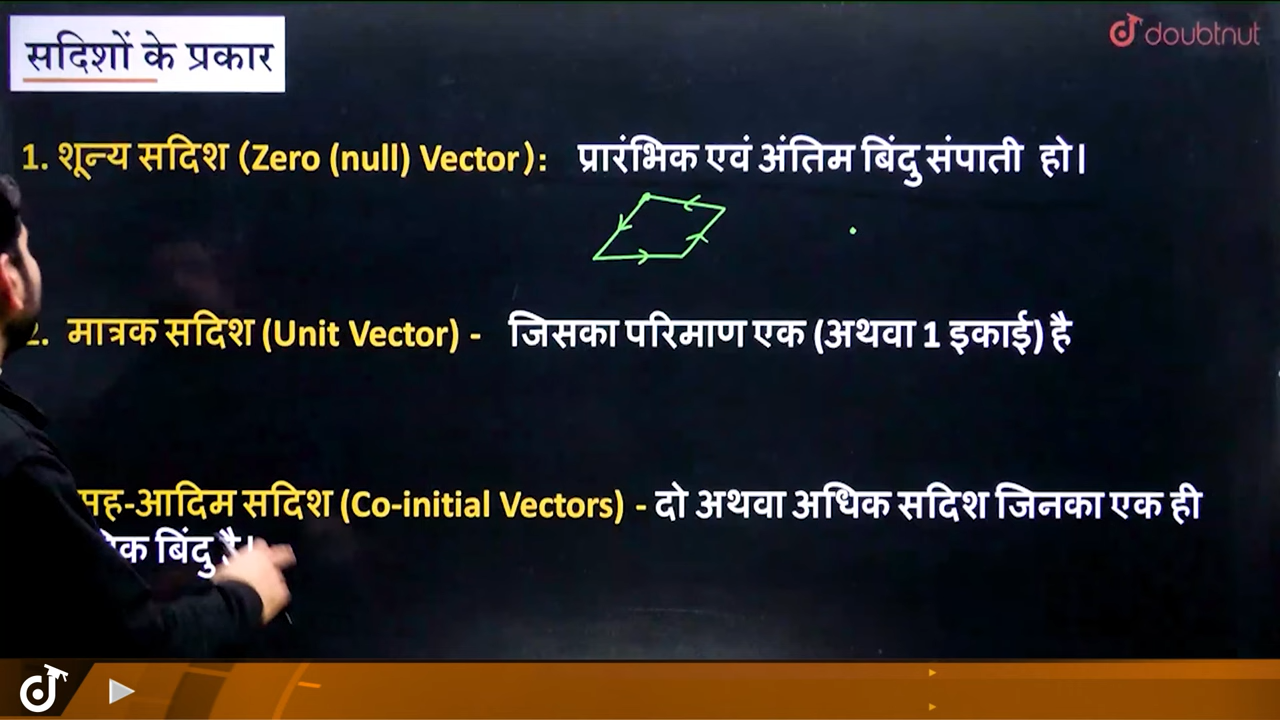 सदिशों के प्रकार
doubtnut
1. शून्य सदिश (Zero (null) Vector): प्रारंभिक एवं अंतिम बिंदु संपाती हो।
2. मात्रक सदिश (Unit Vector) - जिसका परिमाण एक (अथवा 1 इकाई) है
सह-आदिम सदिश (Co-initial Vectors) - दो अथवा अधिक सदिश जिनका एक ही
बिंदु है।